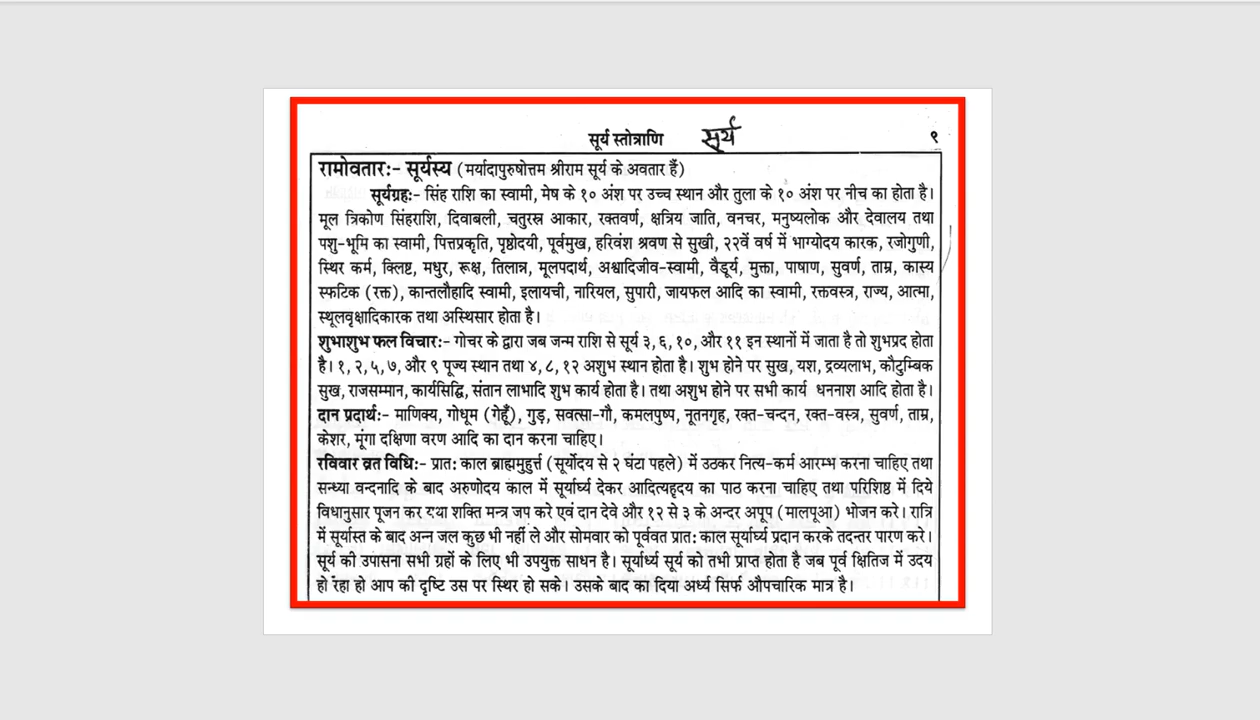 सूर्य स्तोत्राणि सूर्य ९
रामोवतारः- सूर्यस्य (मर्यादापुरुषोत्तम श्रीराम सूर्य के अवतार हैं)
सूर्यग्रहः- सिंह राशि का स्वामी, मेष के १० अंश पर उच्च स्थान और तुला के १० अंश पर नीच का होता है।
मूल त्रिकोण सिंहराशि, दिवाबली, चतुरस्र आकार, रक्तवर्ण, क्षत्रिय जाति, वनचर, मनुष्यलोक और देवालय तथा
पशु-भूमि का स्वामी, पित्तप्रकृति, पृष्ठोदयी, पूर्वमुख, हरिवंश श्रवण से सुखी, २२वें वर्ष में भाग्योदय कारक, रजोगुणी,
स्थिर कर्म, क्लिष्ट, मधुर, रूक्ष, तिलान्न, मूलपदार्थ, अश्वादिजीव-स्वामी, वैडूर्य, मुक्ता, पाषाण, सुवर्ण, ताम्र, कास्य
स्फटिक (रक्त), कान्तलौहादि स्वामी, इलायची, नारियल, सुपारी, जायफल आदि का स्वामी, रक्तवस्त्र, राज्य, आत्मा,
स्थूलवृक्षादिकारक तथा अस्थिसार होता है।
शुभाशुभ फल विचारः- गोचर के द्वारा जब जन्म राशि से सूर्य ३, ६, १०, और ११ इन स्थानों में जाता है तो शुभप्रद होता
है। १, २, ५, ७, और ९ पूज्य स्थान तथा ४, ८, १२ अशुभ स्थान होता है। शुभ होने पर सुख, यश, द्रव्यलाभ, कौटुम्बिक
सुख, राजसम्मान, कार्यसिद्धि, संतान लाभादि शुभ कार्य होता है। तथा अशुभ होने पर सभी कार्य धननाश आदि होता है।
दान प्रदार्थः- माणिक्य, गोधूम (गेहूँ), गुड़, सवत्सा-गौ, कमलपुष्प, नूतनगृह, रक्त-चन्दन, रक्त-वस्त्र, सुवर्ण, ताम्र,
केशर, मूंगा दक्षिणा वरण आदि का दान करना चाहिए।
रविवार व्रत विधिः- प्रातः काल ब्राह्ममुहुर्त्त (सूर्योदय से २ घंटा पहले) में उठकर नित्य-कर्म आरम्भ करना चाहिए तथा
सन्ध्या वन्दनादि के बाद अरुणोदय काल में सूर्यार्घ्य देकर आदित्यहृदय का पाठ करना चाहिए तथा परिशिष्ठ में दिये
विधानुसार पूजन कर यथा शक्ति मन्त्र जप करे एवं दान देवे और १२ से ३ के अन्दर अपूप (मालपूआ) भोजन करे। रात्रि
में सूर्यास्त के बाद अन्न जल कुछ भी नहीं ले और सोमवार को पूर्ववत प्रातः काल सूर्यार्घ्य प्रदान करके तदन्तर पारण करे।
सूर्य की उपासना सभी ग्रहों के लिए भी उपयुक्त साधन है। सूर्यार्घ्य सूर्य को तभी प्राप्त होता है जब पूर्व क्षितिज में उदय
हो रहा हो आप की दृष्टि उस पर स्थिर हो सके। उसके बाद का दिया अर्घ्य सिर्फ औपचारिक मात्र है।